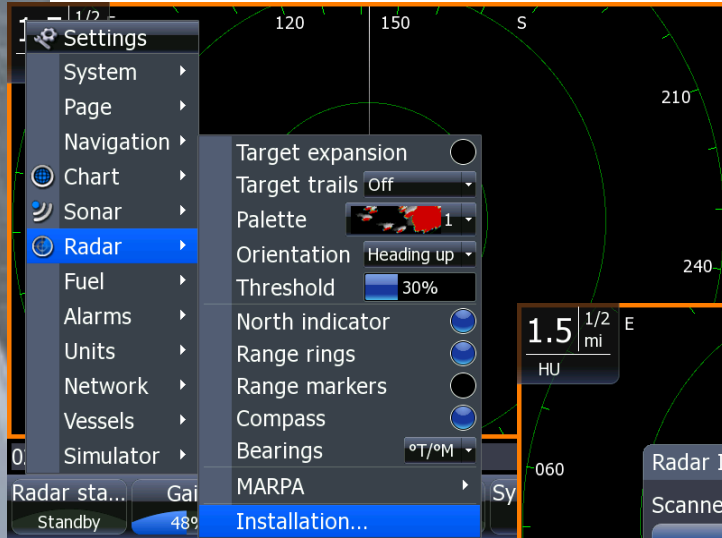 1/2
120
150
S
Settings
System
Page
210
Navigation
Target expansion
Chart
Target trails Off
Sonar
Palette 1
Radar
Orientation Heading up
240
Fuel
Threshold 30%
Alarms
North indicator
1.5 1/2 mi
E
Units
Range rings
HU
Network
Range markers
Vessels
Compass
Simulator
Bearings °T/°M
060
Radar
MARPA
Radar sta...
Standby
48%
Sy
Installation...